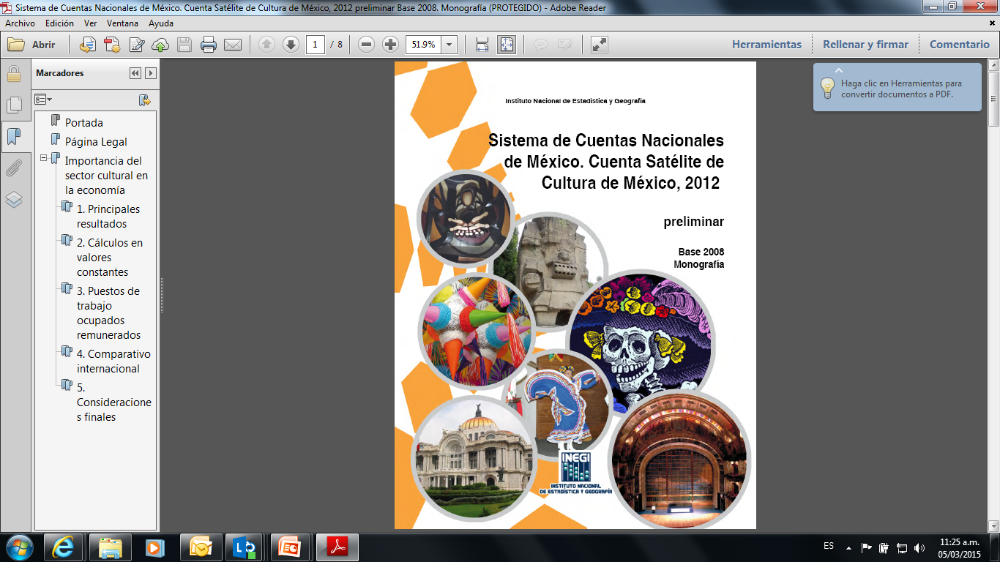 Sistema de Cuentas Nacionales de México. Cuenta Satélite de Cultura de México, 2012 preliminar Base 2008. Monografía (PROTEGIDO) - Adobe Reader
Archivo Edición Ver Ventana Ayuda
Abrir 1 / 8 51.9% Herramientas Rellenar y firmar Comentario
Marcadores
Portada
Página Legal
Importancia del
sector cultural en
la economía
1. Principales
resultados
2. Cálculos en
valores
constantes
3. Puestos de
trabajo
ocupados
remunerados
4. Comparativo
internacional
5.
Consideracione
s finales
Haga clic en Herramientas para
convertir documentos a PDF.
Instituto Nacional de Estadística y Geografía
Sistema de Cuentas Nacionales
de México. Cuenta Satélite de
Cultura de México, 2012
preliminar
Base 2008
Monografía
INEGI
INSTITUTO NACIONAL
DE ESTADÍSTICA Y GEOGRAFÍA
ES
11:25 a.m.
05/03/2015